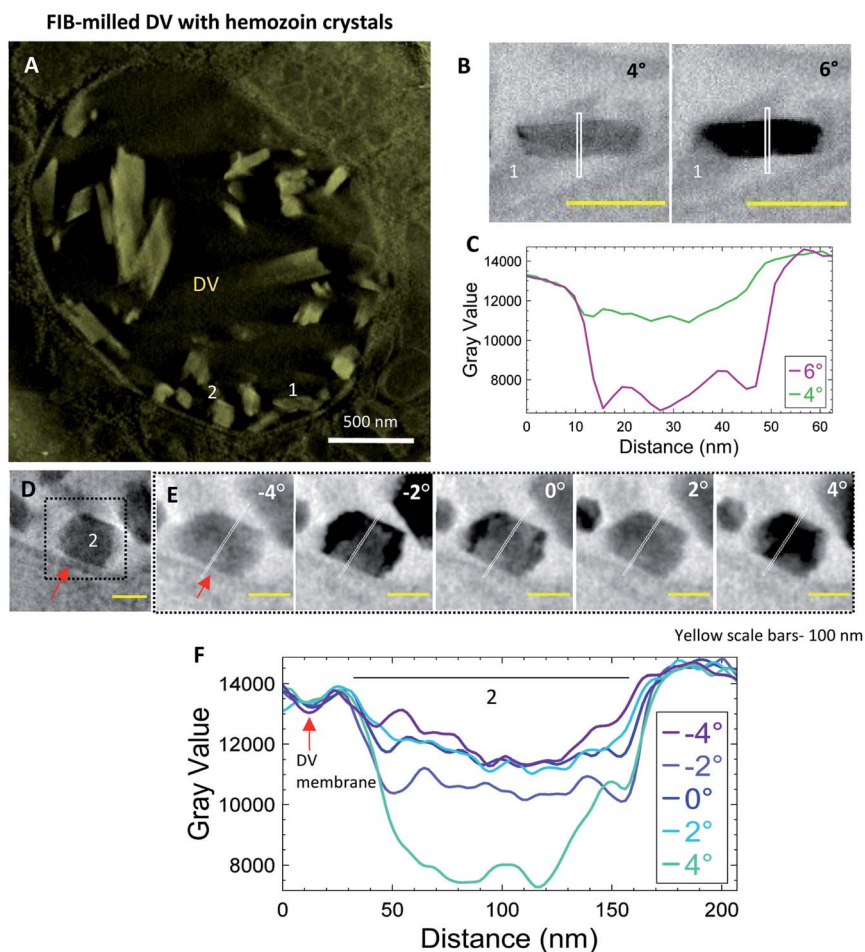 FIB-milled DV with hemozoin crystals
A
DV
2
1
500 nm
B
4°
6°
1
1
C
14000
12000
10000
8000
Gray Value
0
10
20
30
40
50
60
Distance (nm)
6°
4°
D
2
E
-4°
-2°
0°
2°
4°
Yellow scale bars- 100 nm
F
2
14000
12000
10000
8000
Gray Value
DV
membrane
-4°
-2°
0°
2°
4°
0
50
100
150
200
Distance (nm)